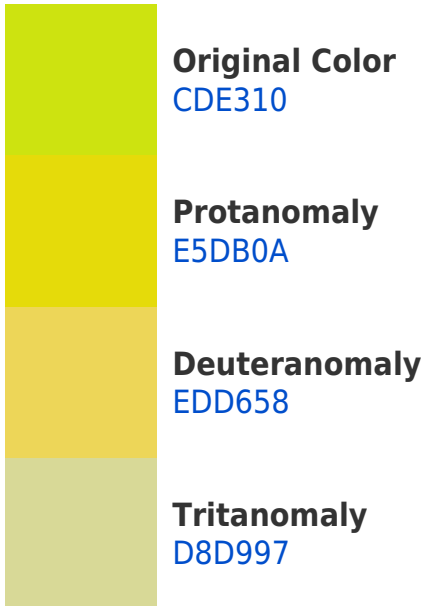 Original Color
CDE310
Protanomaly
E5DB0A
Deuteranomaly
EDD658
Tritanomaly
D8D997